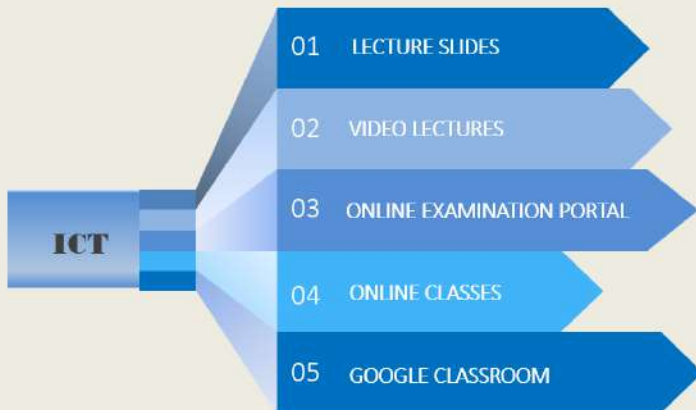 ICT
01 LECTURE SLIDES
02 VIDEO LECTURES
03 ONLINE EXAMINATION PORTAL
04 ONLINE CLASSES
05 GOOGLE CLASSROOM